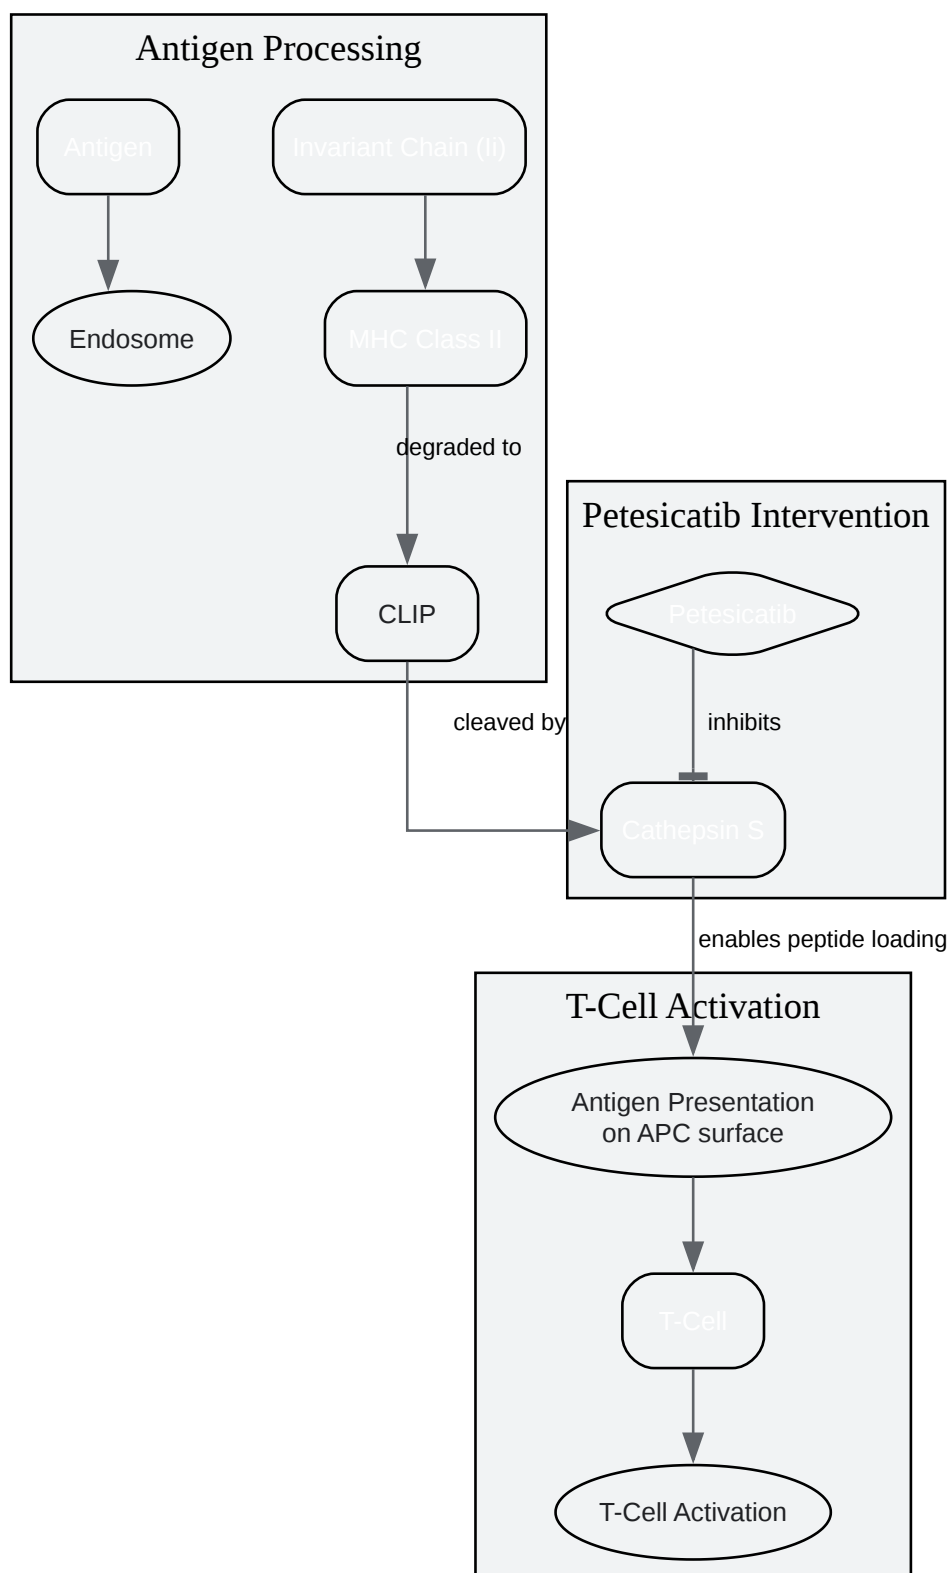 Antigen Processing
Antigen
Invariant Chain (Ii)
Endosome
MHC Class II
degraded to
CLIP
Petesicatib Intervention
Petesicatib
cleaved by
inhibits
Cathepsin S
enables peptide loading
T-Cell Activation
Antigen Presentation
on APC surface
T-Cell
T-Cell Activation